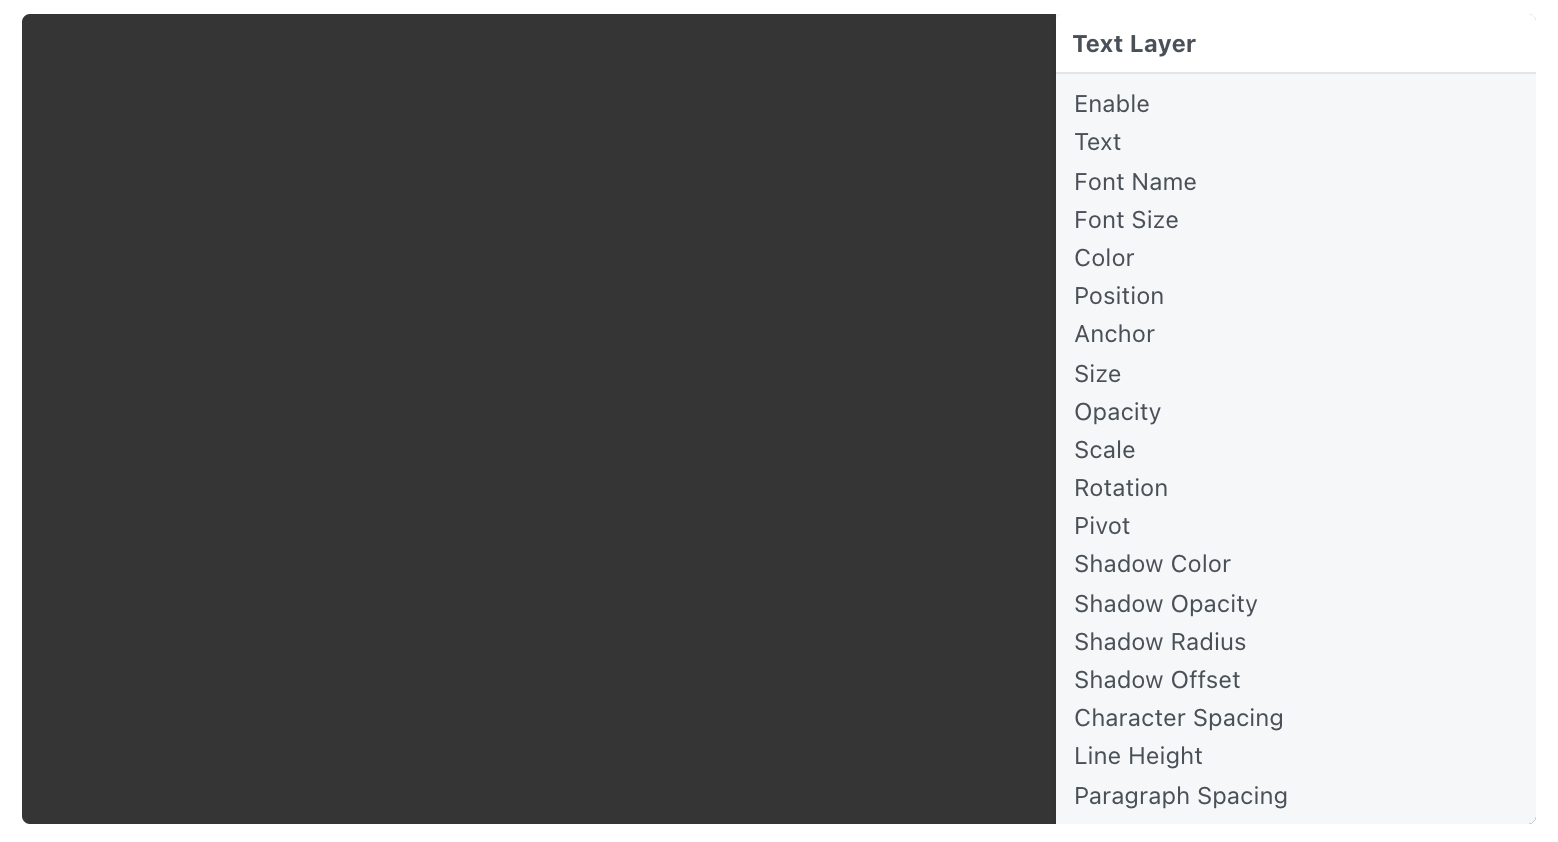 Text Layer
Enable
Text
Font Name
Font Size
Color
Position
Anchor
Size
Opacity
Scale
Rotation
Pivot
Shadow Color
Shadow Opacity
Shadow Radius
Shadow Offset
Character Spacing
Line Height
Paragraph Spacing